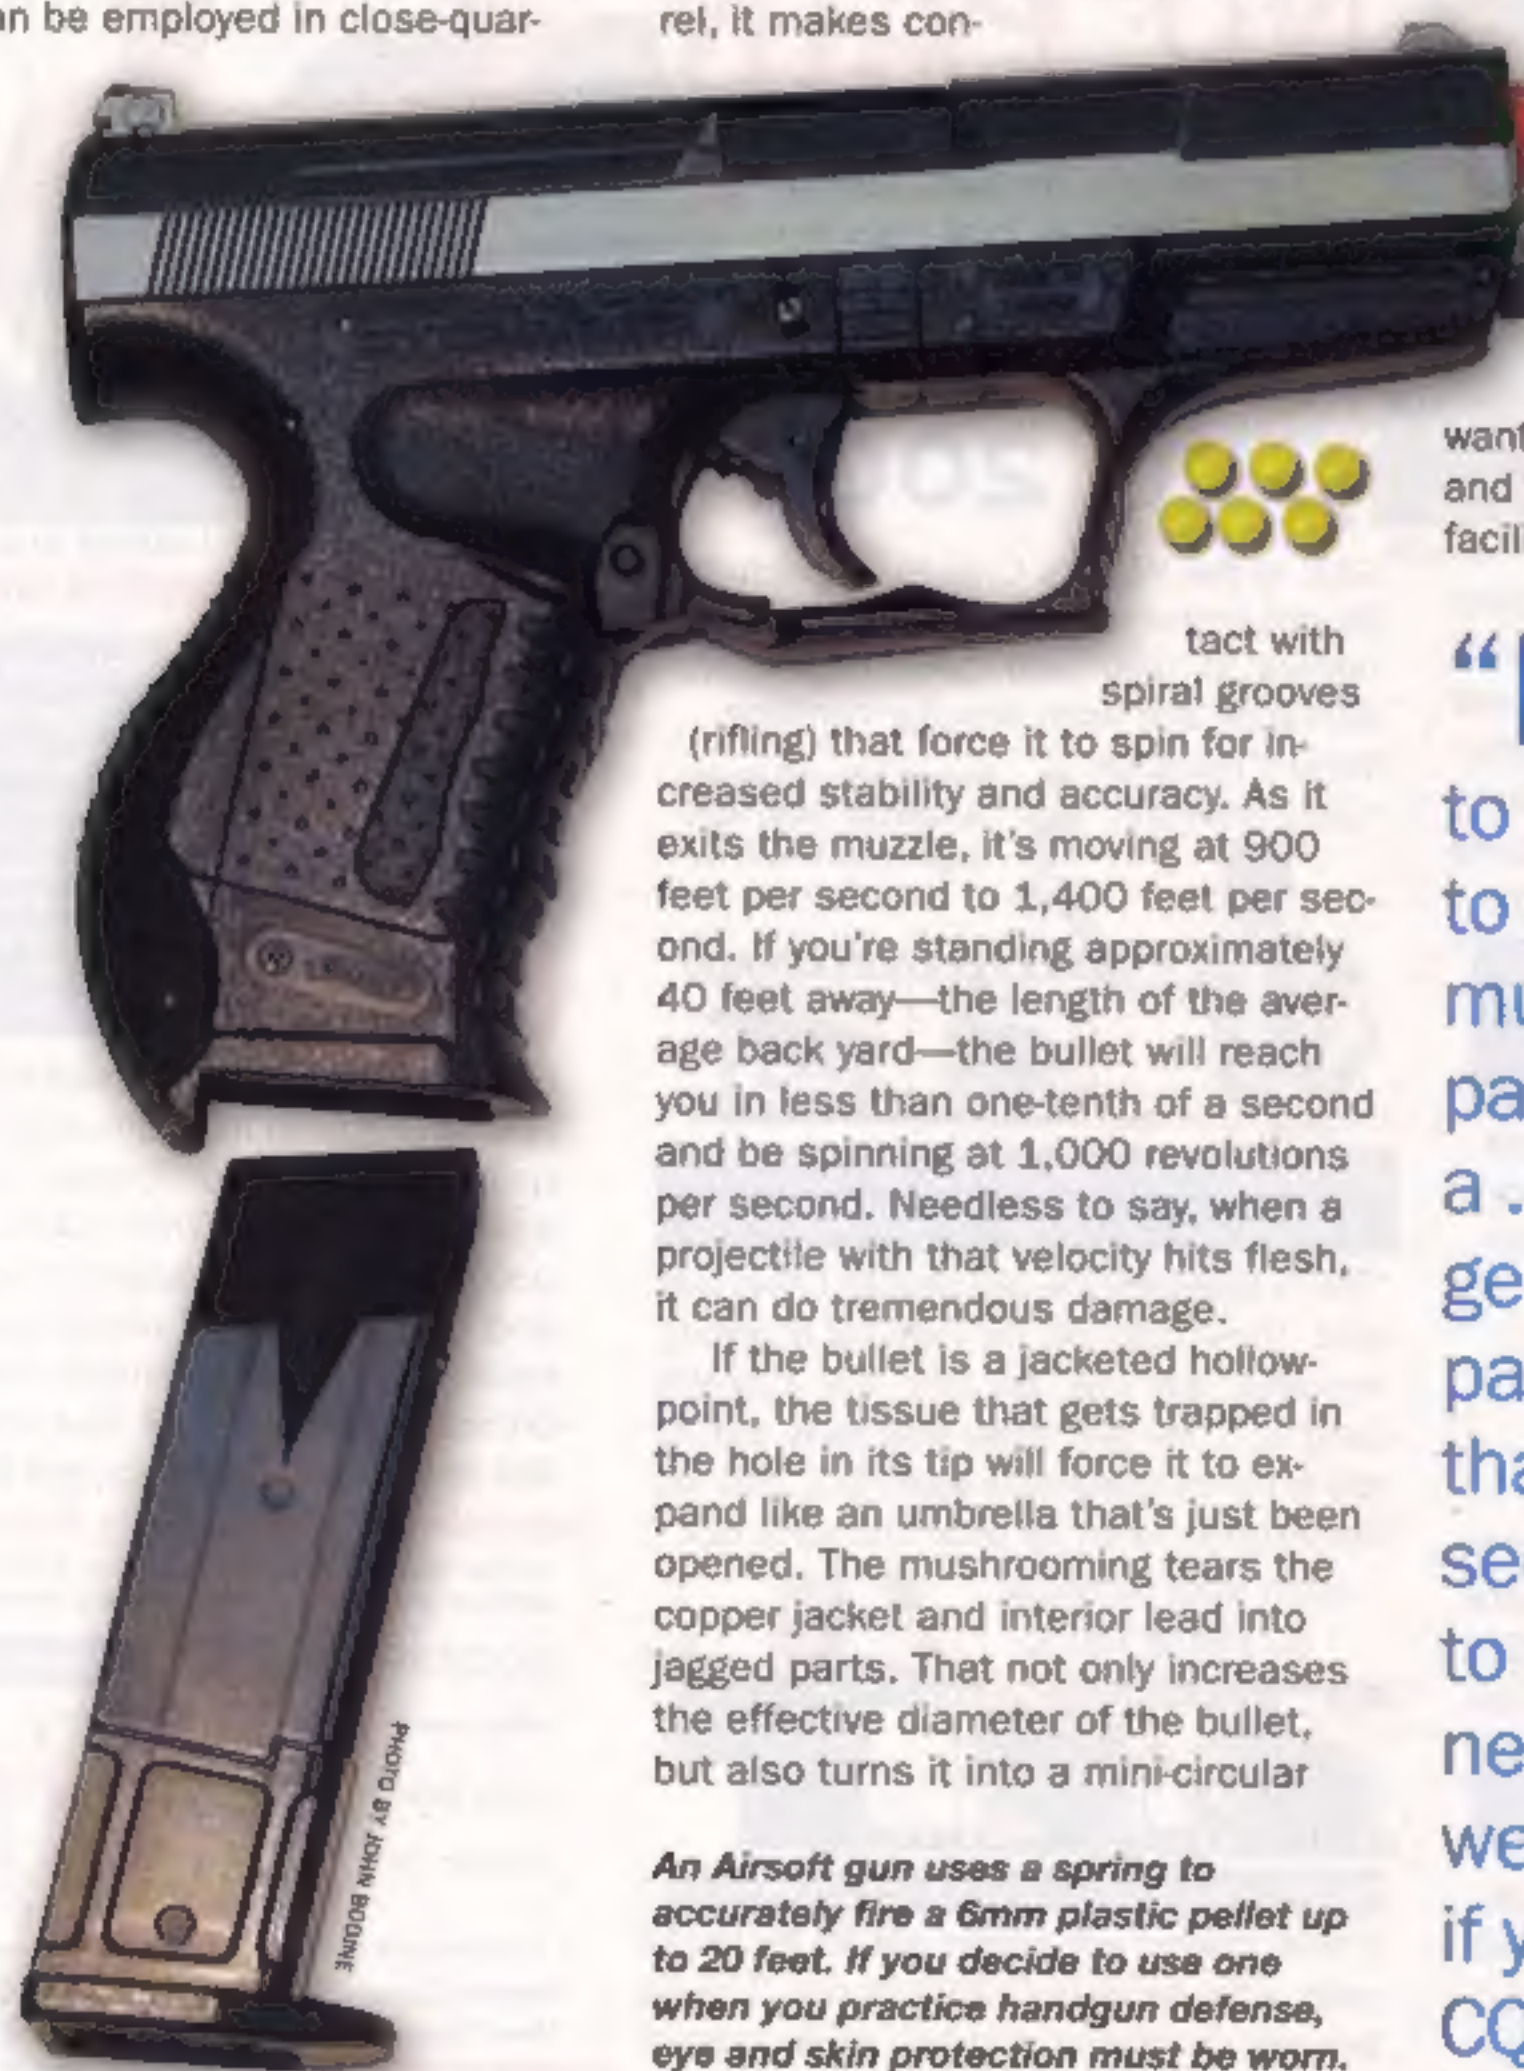 an be employed in close-quar-
rel, it makes con-
tact with
spiral grooves
(rifling) that force it to spin for in-
creased stability and accuracy. As it
exits the muzzle, it's moving at 900
feet per second to 1,400 feet per sec-
ond. If you're standing approximately
40 feet away—the length of the aver-
age back yard—the bullet will reach
you in less than one-tenth of a second
and be spinning at 1,000 revolutions
per second. Needless to say, when a
projectile with that velocity hits flesh,
it can do tremendous damage.
If the bullet is a jacketed hollow-
point, the tissue that gets trapped in
the hole in its tip will force it to ex-
pand like an umbrella that's just been
opened. The mushrooming tears the
copper jacket and interior lead into
jagged parts. That not only increases
the effective diameter of the bullet,
but also turns it into a mini-circular
An Airsoft gun uses a spring to
accurately fire a 6mm plastic pellet up
to 20 feet. If you decide to use one
when you practice handgun defense,
eye and skin protection must be worn.
PHOTO BY JOHN BODINE
want
and
facili
“
to
to
mu
pa
a .
ge
pa
tha
se
to
ne
we
if y
CQ